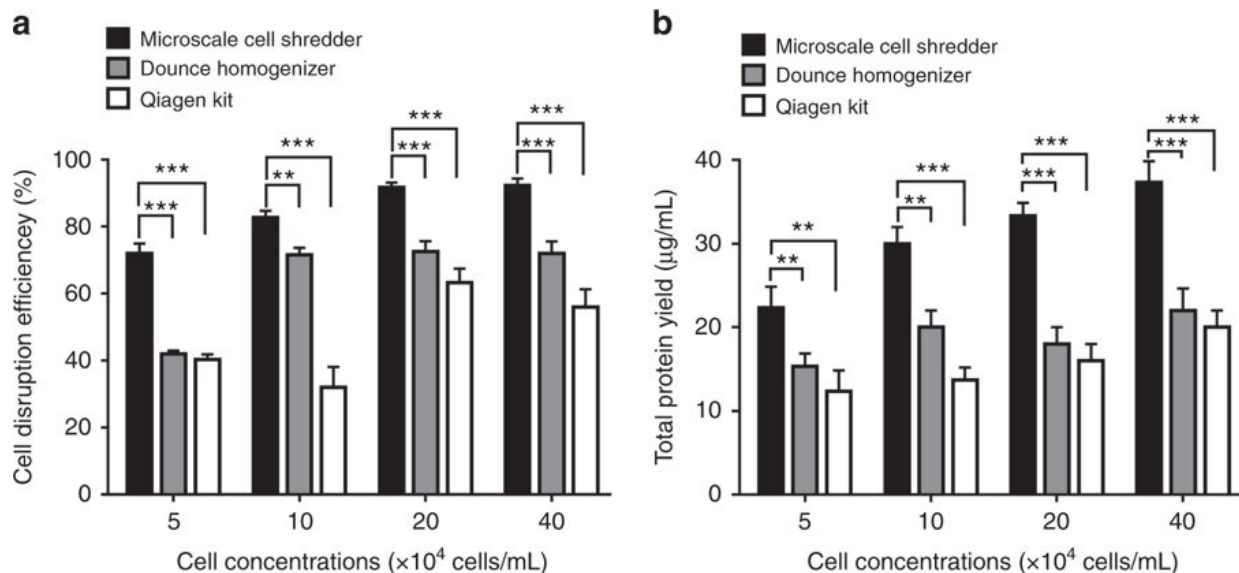 a
Microscale cell shredder
Dounce homogenizer
Qiagen kit
*** *** ** *** *** *** *** ***
100
80
60
40
20
0
Cell disruption efficiencey (%)
5 10 20 40
Cell concentrations (×10⁴ cells/mL)
b
Microscale cell shredder
Dounce homogenizer
Qiagen kit
** ** ** *** *** *** *** ***
40
30
20
10
0
Total protein yield (μg/mL)
5 10 20 40
Cell concentrations (×10⁴ cells/mL)